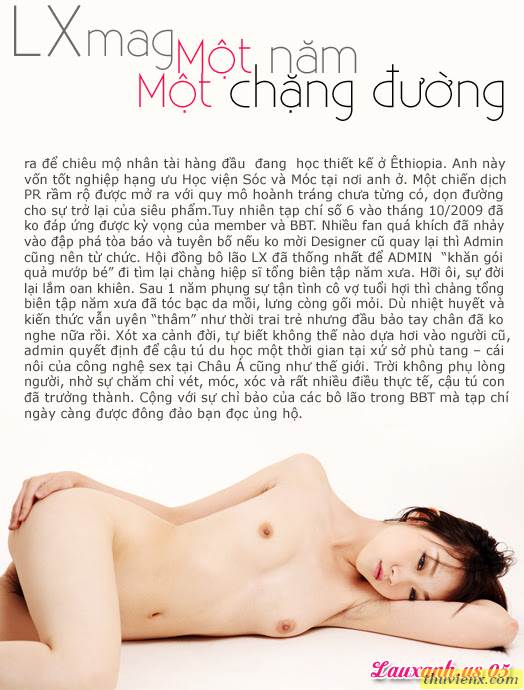 LXmag Một năm
Một chặng đường
ra để chiêu mộ nhân tài hàng đầu đang học thiết kế ở Êthiopia. Anh này
vốn tốt nghiệp hạng ưu Học viện Sóc và Móc tại nơi anh ở. Một chiến dịch
PR rầm rộ được mở ra với quy mô hoành tráng chưa từng có, dọn đường
cho sự trở lại của siêu phẩm.Tuy nhiên tạp chí số 6 vào tháng 10/2009 đã
ko đáp ứng được kỳ vọng của member và BBT. Nhiều fan quá khích đã nhảy
vào đập phá tòa báo và tuyên bố nếu ko mời Designer cũ quay lại thì Admin
cũng nên từ chức. Hội đồng bô lão LX đã thống nhất để ADMIN “khăn gói
quả mướp bé” đi tìm lại chàng hiệp sĩ tổng biên tập năm xưa. Hỡi ôi, sự đời
lại lắm oan khiên. Sau 1 năm phụng sự tận tình cô vợ tuổi hợi thì chàng tổng
biên tập năm xưa đã tóc bạc da mồi, lưng còng gối mỏi. Dù nhiệt huyết và
kiến thức vẫn uyên “thâm” như thời trai trẻ nhưng đầu bảo tay chân đã ko
nghe nữa rồi. Xót xa cảnh đời, tự biết không thể nào dựa hơi vào người cũ,
admin quyết định để cậu tú du học một thời gian tại xứ sở phù tang – cái
nôi của công nghệ sex tại Châu Á cũng như thế giới. Trời không phụ lòng
người, nhờ sự chăm chỉ vét, móc, xóc và rất nhiều điều thực tế, cậu tú con
đã trưởng thành. Cộng với sự chỉ bảo của các bô lão trong BBT mà tạp chí
ngày càng được đông đảo bạn đọc ủng hộ.
Lauxanh.us 05
thuvienx.com